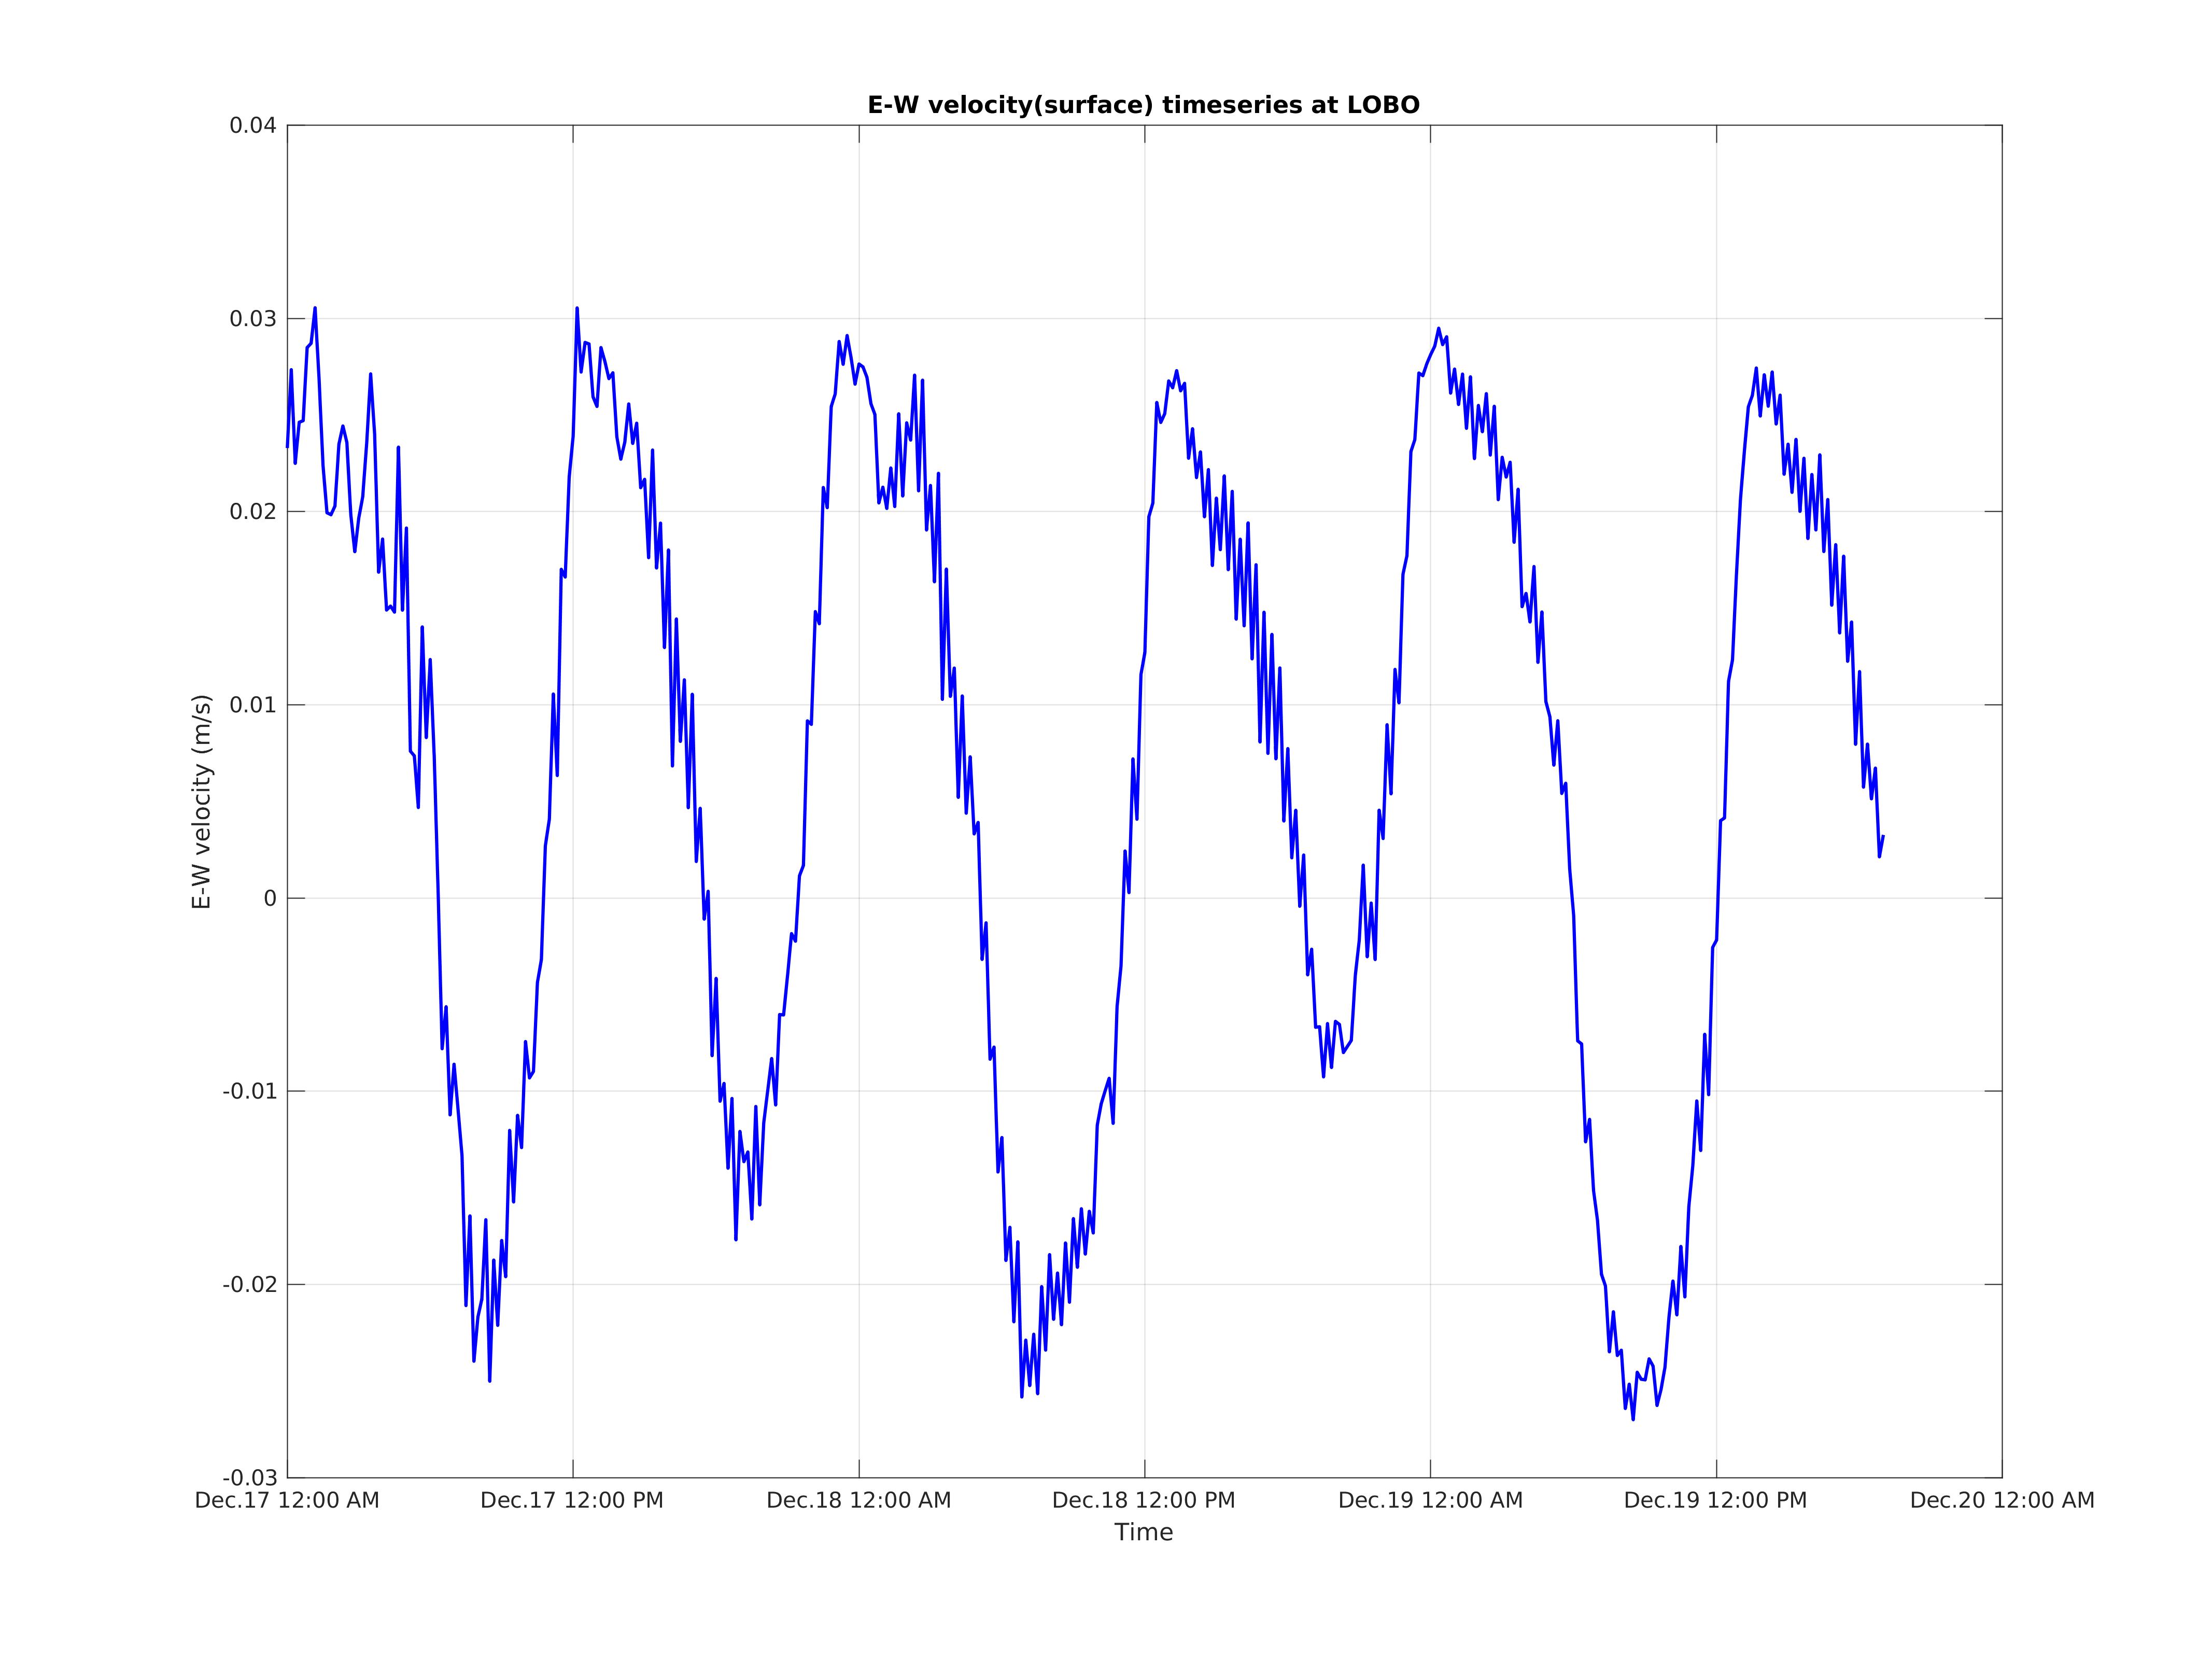 E-W velocity(surface) timeseries at LOBO
0.04
0.03
0.02
0.01
0
-0.01
-0.02
-0.03
E-W velocity (m/s)
Dec.17 12:00 AM Dec.17 12:00 PM Dec.18 12:00 AM Dec.18 12:00 PM Dec.19 12:00 AM Dec.19 12:00 PM Dec.20 12:00 AM
Time